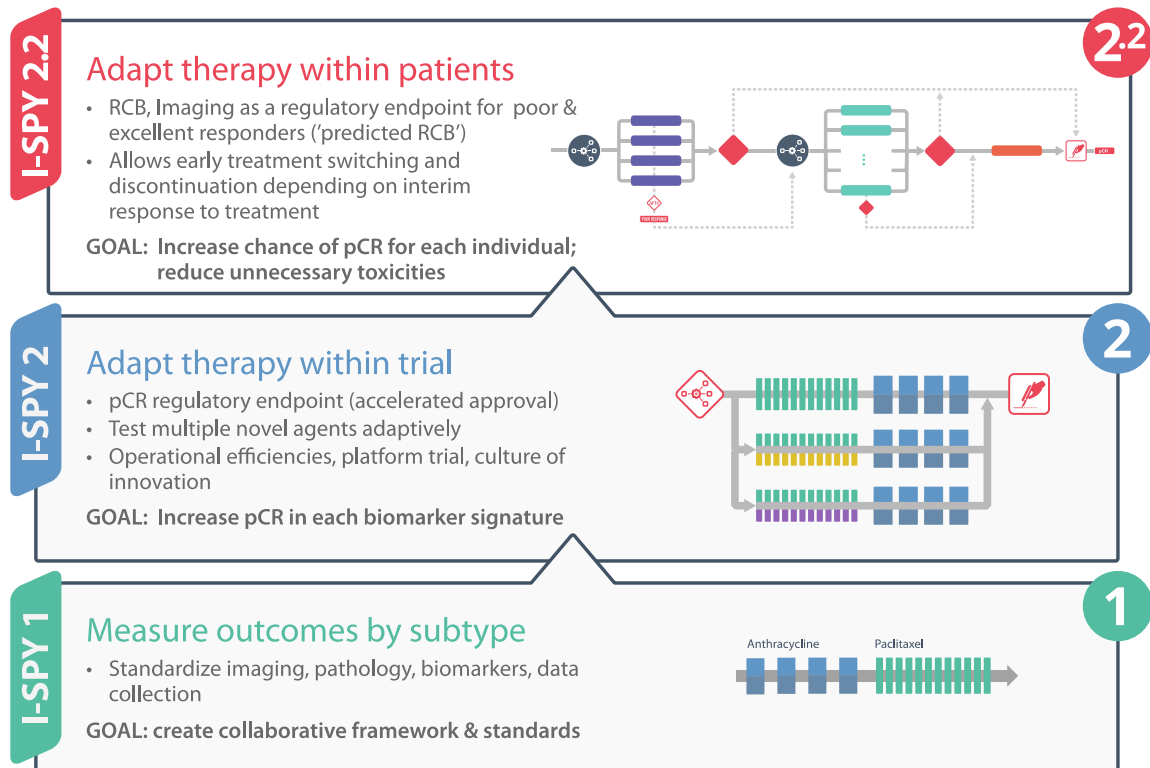 I-SPY 2.2
2.2
Adapt therapy within patients
• RCB, Imaging as a regulatory endpoint for poor &
excellent responders ('predicted RCB')
• Allows early treatment switching and
discontinuation depending on interim
response to treatment
GOAL: Increase chance of pCR for each individual;
reduce unnecessary toxicities
pCR
I-SPY 2
2
Adapt therapy within trial
• pCR regulatory endpoint (accelerated approval)
• Test multiple novel agents adaptively
• Operational efficiencies, platform trial, culture of
innovation
GOAL: Increase pCR in each biomarker signature
I-SPY 1
1
Measure outcomes by subtype
• Standardize imaging, pathology, biomarkers, data
collection
GOAL: create collaborative framework & standards
Anthracycline
Paclitaxel